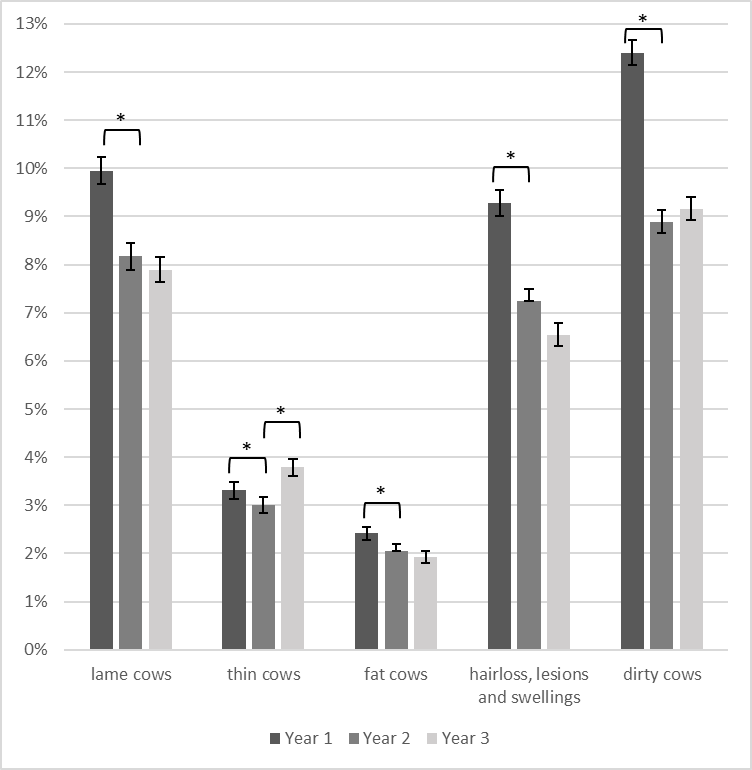 13%
*
12%
11%
*
10%
*
9%
8%
7%
6%
5%
*
*
4%
*
3%
2%
1%
0%
lame cows
thin cows
fat cows
hairloss, lesions
and swellings
dirty cows
Year 1
Year 2
Year 3